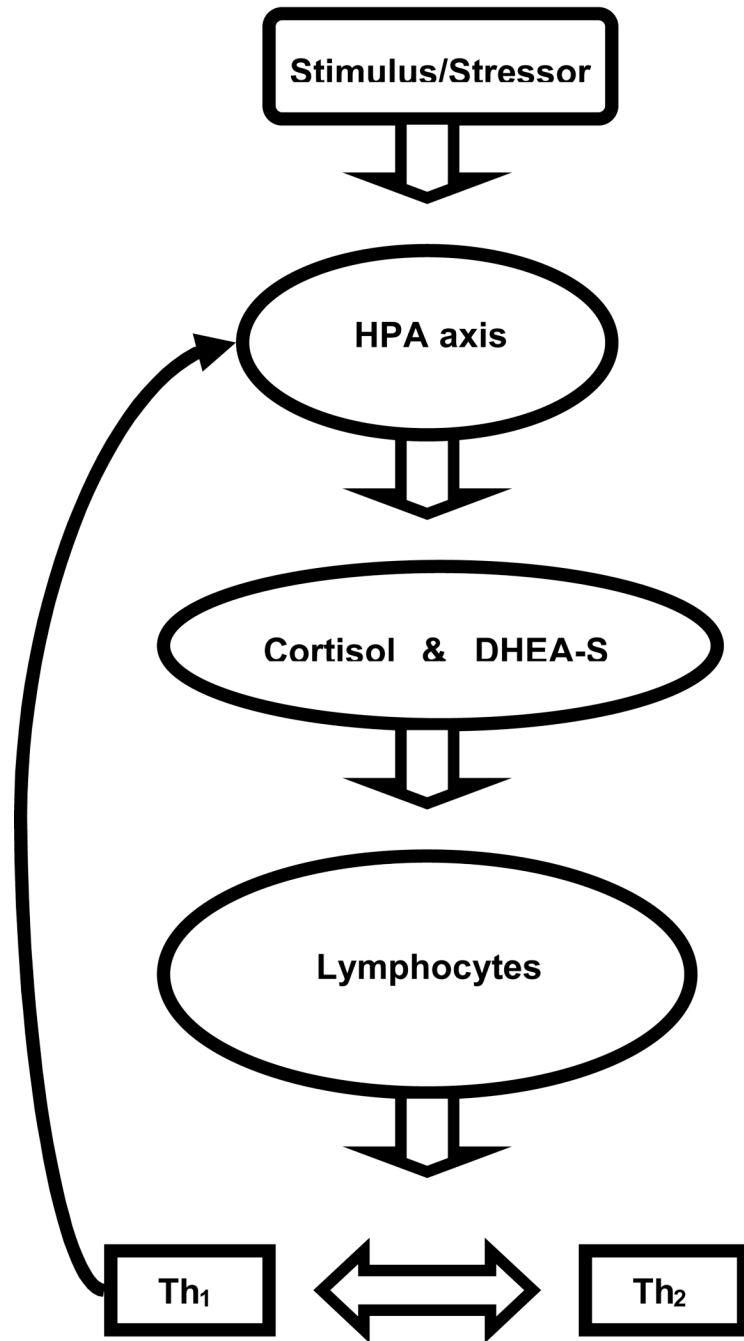 Stimulus/Stressor
HPA axis
Cortisol & DHEA-S
Lymphocytes
Th₁
Th₂